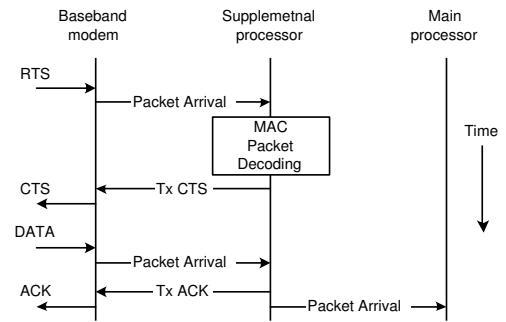 Baseband
modem
Supplemetnal
processor
Main
processor
RTS
Packet Arrival
MAC
Packet
Decoding
Time
CTS
Tx CTS
DATA
Packet Arrival
ACK
Tx ACK
Packet Arrival